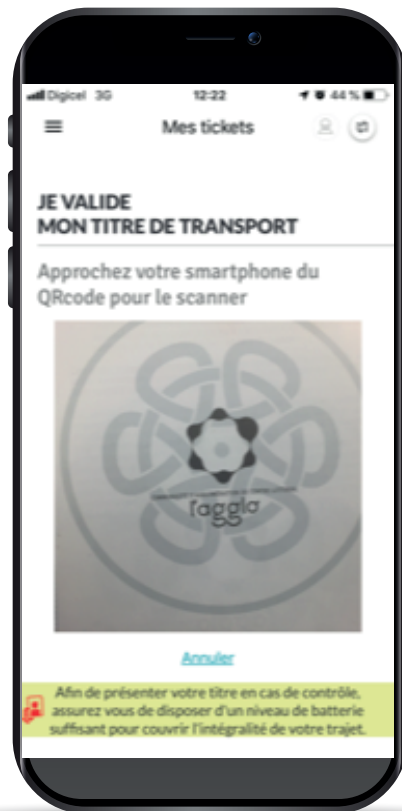 Digicel 3G 12:22 44 %
Mes tickets
JE VALIDE
MON TITRE DE TRANSPORT
Approchez votre smartphone du
QRcode pour le scanner
l'agglo
Annuler
Afin de présenter votre titre en cas de contrôle,
assurez vous de disposer d'un niveau de batterie
suffisant pour couvrir l'intégralité de votre trajet.